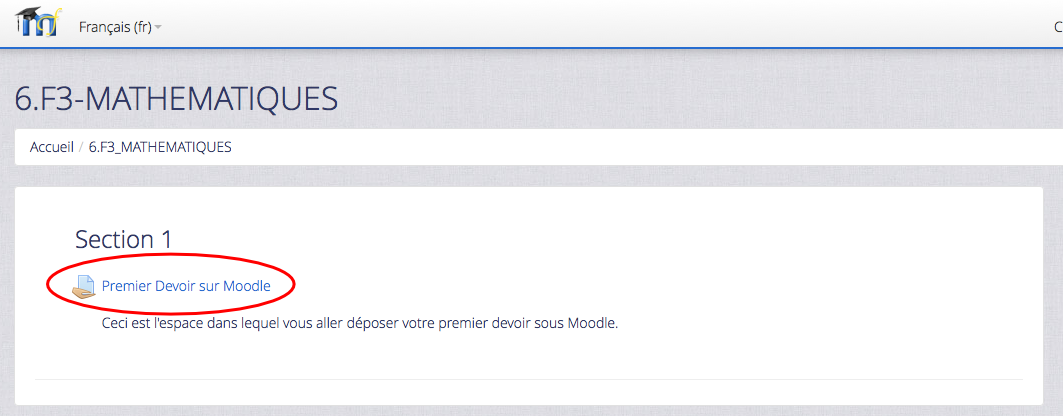 Français (fr)
C
6.F3-MATHEMATIQUES
Accueil / 6.F3_MATHEMATIQUES
Section 1
Premier Devoir sur Moodle
Ceci est l'espace dans lequel vous aller déposer votre premier devoir sous Moodle.